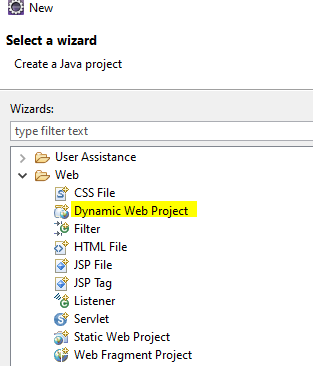 New
Select a wizard
Create a Java project
Wizards:
type filter text
User Assistance
Web
CSS File
Dynamic Web Project
Filter
HTML File
JSP File
JSP Tag
Listener
Servlet
Static Web Project
Web Fragment Project